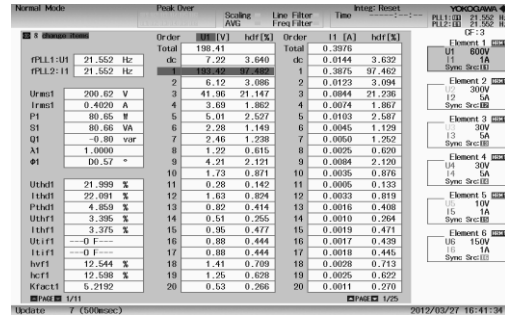 Normal Mode Peak Over Scaling Line Filter Time ----:--:-- Integ: Reset YOKOGAWA
AVG Freq Filter PLL1:U1 21.552 Hz
PLL2:I1 21.552 Hz
8 change items Order U1 [V] hdf[%] Order I1 [A] hdf[%] CF:3
Total 198.41 Total 0.3976 Element 1
fPLL1:U1 21.552 Hz dc 7.22 3.640 dc 0.0144 3.632 U1 600V
fPLL2:I1 21.552 Hz 1 193.42 97.482 1 0.3875 97.462 I1 1A
2 6.12 3.086 2 0.0123 3.094 Sync Src:
Urms1 200.62 V 3 41.96 21.147 3 0.0844 21.236 Element 2
Irms1 0.4020 A 4 3.69 1.862 4 0.0074 1.867 U2 300V
P1 80.65 W 5 5.01 2.527 5 0.0103 2.587 I2 5A
S1 80.66 VA 6 2.28 1.149 6 0.0045 1.129 Sync Src:
Q1 -0.80 var 7 2.46 1.238 7 0.0050 1.252 Element 3
λ1 1.0000 8 1.22 0.615 8 0.0025 0.620 U3 30V
Φ1 D0.57 ° 9 4.21 2.121 9 0.0084 2.120 I3 5A
10 1.73 0.871 10 0.0035 0.876 Sync Src:
Uthd1 21.999 % 11 0.28 0.142 11 0.0005 0.133 Element 4
Ithd1 22.091 % 12 1.63 0.824 12 0.0033 0.819 U4 30V
Pthd1 4.859 % 13 0.82 0.414 13 0.0016 0.408 I4 1A
Uthf1 3.395 % 14 0.51 0.255 14 0.0010 0.264 Sync Src:
Ithf1 3.375 % 15 0.95 0.477 15 0.0019 0.471 Element 5
Utif1 ---O F--- 16 0.88 0.444 16 0.0017 0.439 U5 10V
Itif1 ---O F--- 17 0.88 0.444 17 0.0018 0.445 I5 1A
hvf1 12.544 % 18 1.41 0.709 18 0.0028 0.713 Sync Src:
hcf1 12.598 % 19 1.25 0.628 19 0.0025 0.622 Element 6
Kfact1 5.2192 20 0.53 0.266 20 0.0011 0.270 U6 150V
I6 1A
Sync Src:
PAGE 1/11 PAGE 1/25
Update 7 (500msec) 2012/03/27 16:41:34